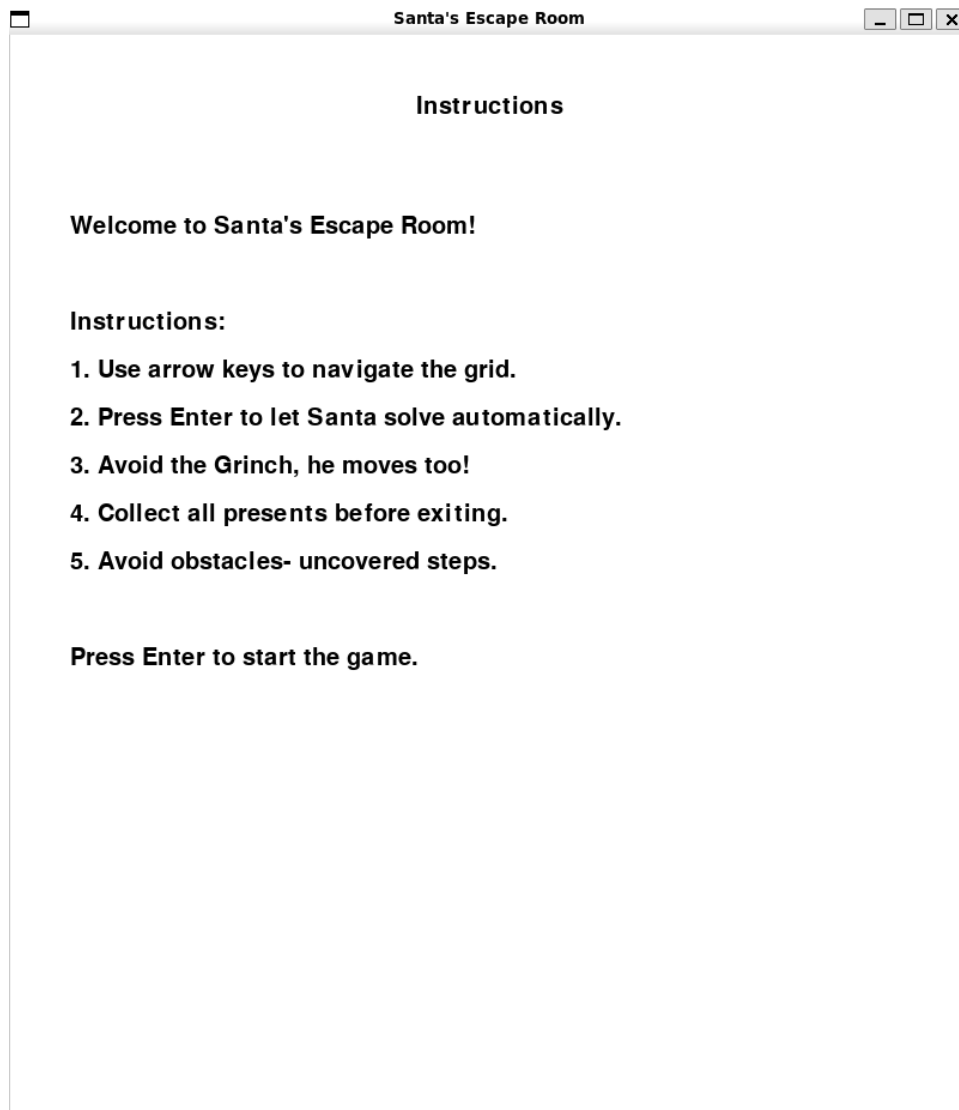 Santa's Escape Room
Instructions
Welcome to Santa's Escape Room!
Instructions:
1. Use arrow keys to navigate the grid.
2. Press Enter to let Santa solve automatically.
3. Avoid the Grinch, he moves too!
4. Collect all presents before exiting.
5. Avoid obstacles- uncovered steps.
Press Enter to start the game.